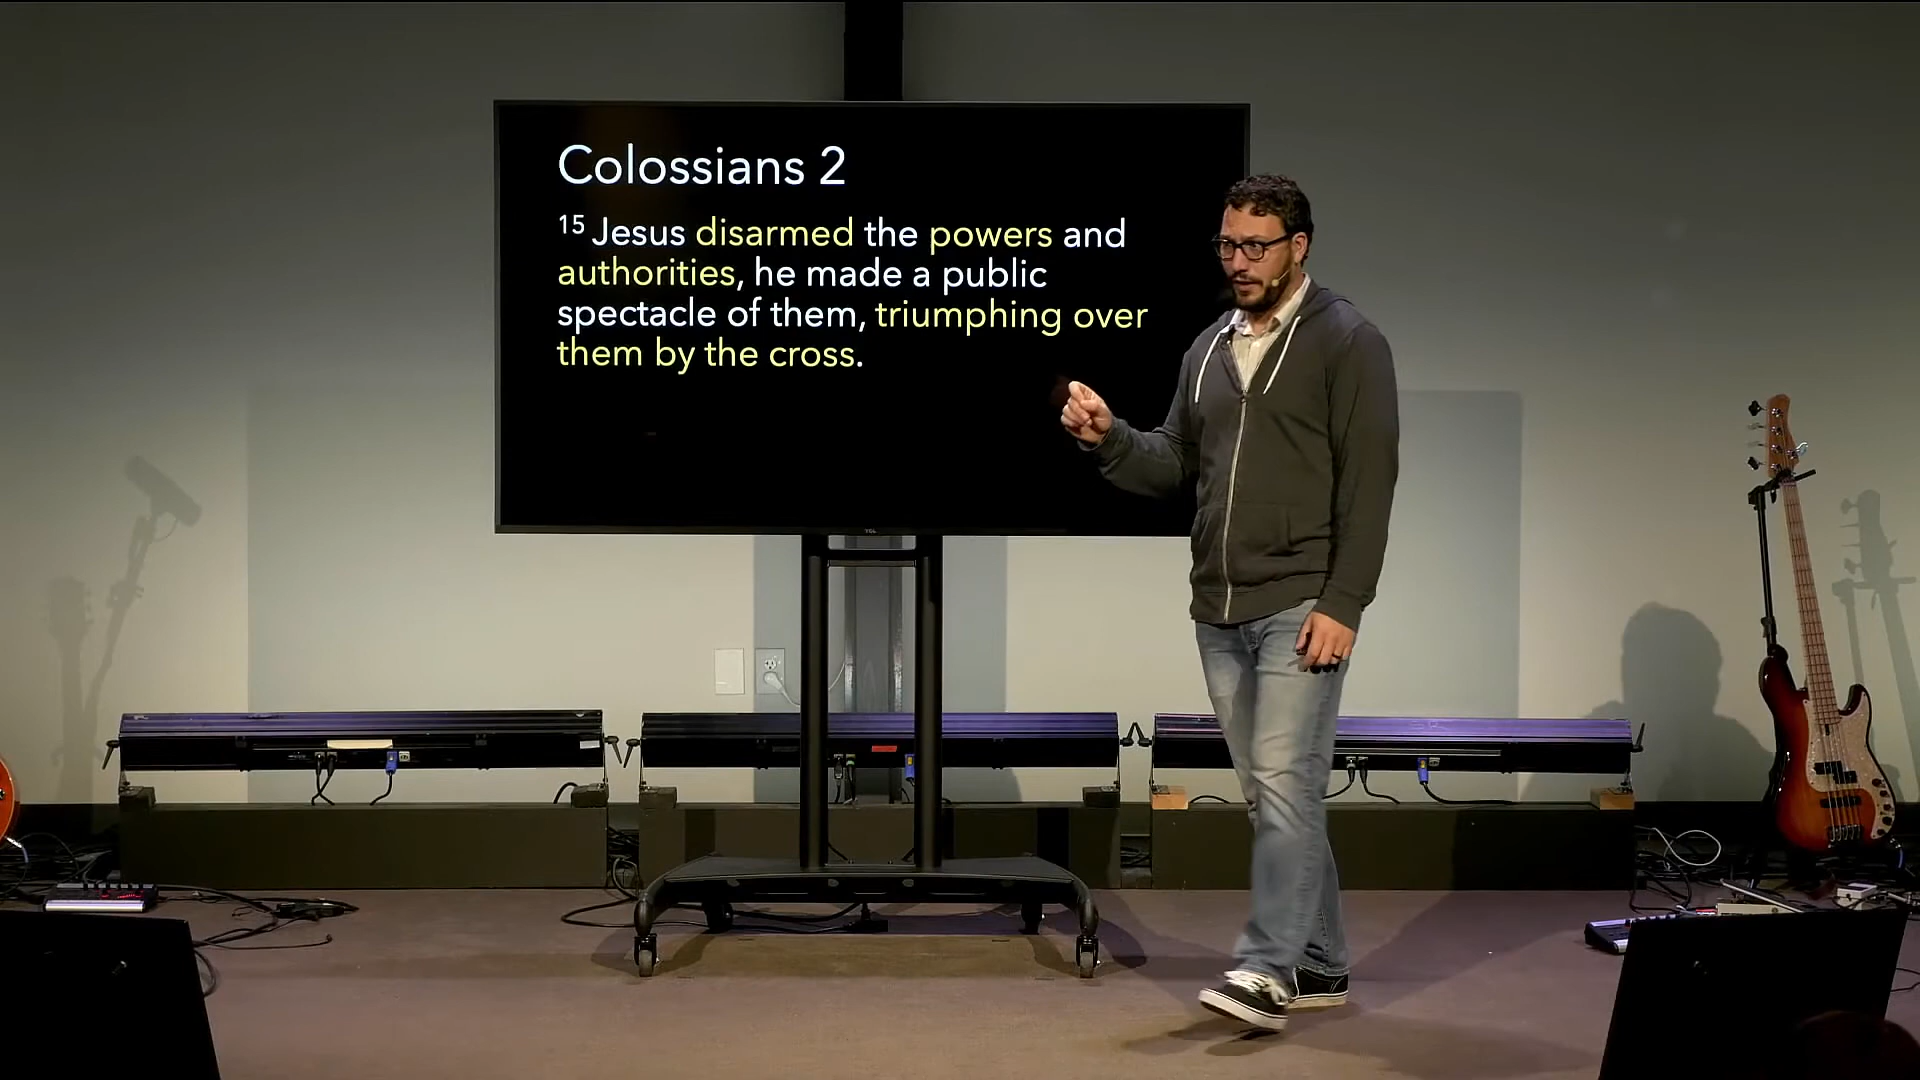 Colossians 2
15 Jesus disarmed the powers and
authorities, he made a public
spectacle of them, triumphing over
them by the cross.
TCL